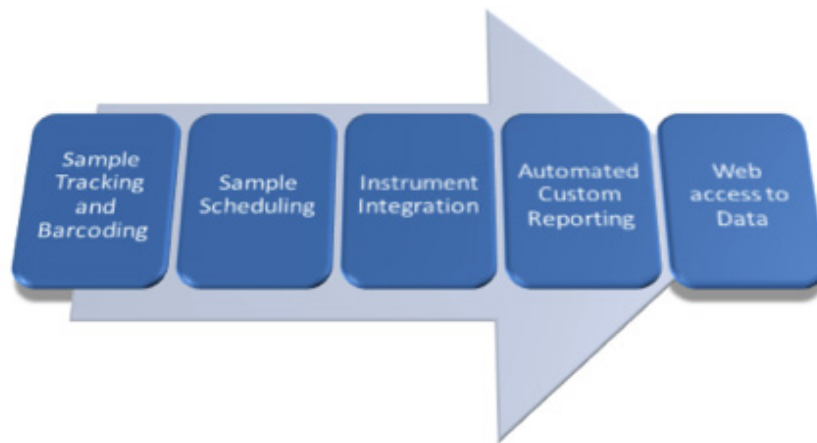 Sample
Tracking
and
Barcoding
Sample
Scheduling
Instrument
Integration
Automated
Custom
Reporting
Web
access to
Data